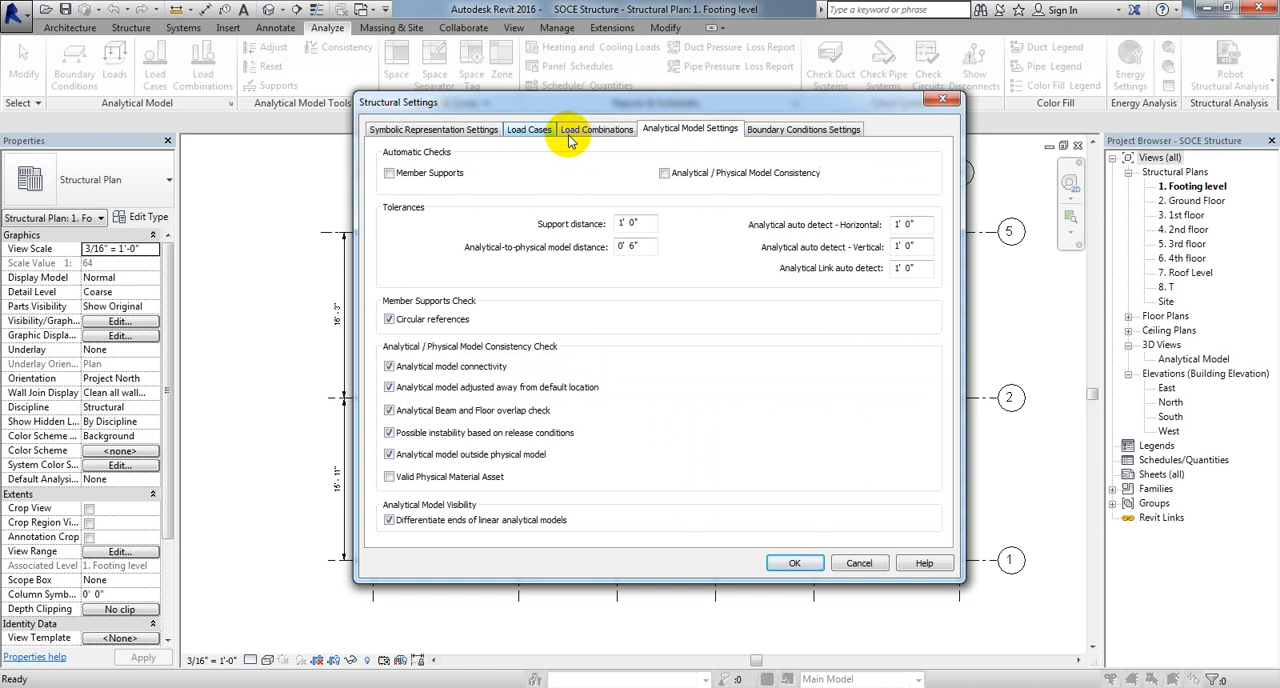 Autodesk Revit 2016 - SOCE Structure - Structural Plan: 1. Footing level
Type a keyword or phrase
Sign In
Architecture Structure Systems Insert Annotate Analyze Massing & Site Collaborate View Manage Extensions Modify
Modify
Boundary Conditions
Loads
Load Cases
Load Combinations
Adjust
Reset
Supports
Consistency
Space
Space Separator
Space Tag
Zone
Heating and Cooling Loads
Panel Schedules
Schedule/ Quantities
Duct Pressure Loss Report
Pipe Pressure Loss Report
Check Duct Systems
Check Pipe Systems
Check Circuits
Show Disconnects
Duct Legend
Pipe Legend
Color Fill Legend
Energy Settings
Robot Structural Analysis
Select
Analytical Model
Analytical Model Tools
Reports & Schedules
Color Fill
Energy Analysis
Structural Analysis
Properties
Structural Plan
Structural Plan: 1. Fo
Edit Type
Graphics
View Scale 3/16" = 1'-0"
Scale Value 1: 64
Display Model Normal
Detail Level Coarse
Parts Visibility Show Original
Visibility/Graph... Edit...
Graphic Displa... Edit...
Underlay None
Underlay Orien... Plan
Orientation Project North
Wall Join Display Clean all wall...
Discipline Structural
Show Hidden L... By Discipline
Color Scheme ... Background
Color Scheme <none>
System Color S... Edit...
Default Analysi... None
Extents
Crop View
Crop Region Vi...
Annotation Crop
View Range Edit...
Associated Level 1. Footing level
Scope Box None
Column Symb... 0' 0"
Depth Clipping No clip
Identity Data
View Template <None>
Properties help
Apply
Structural Settings
Symbolic Representation Settings Load Cases Load Combinations Analytical Model Settings Boundary Conditions Settings
Automatic Checks
Member Supports
Analytical / Physical Model Consistency
Tolerances
Support distance: 1' 0"
Analytical auto detect - Horizontal: 1' 0"
Analytical-to-physical model distance: 0' 6"
Analytical auto detect - Vertical: 1' 0"
Analytical Link auto detect: 1' 0"
Member Supports Check
Circular references
Analytical / Physical Model Consistency Check
Analytical model connectivity
Analytical model adjusted away from default location
Analytical Beam and Floor overlap check
Possible instability based on release conditions
Analytical model outside physical model
Valid Physical Material Asset
Analytical Model Visibility
Differentiate ends of linear analytical models
OK Cancel Help
16' - 3"
16' - 11"
5
2
1
2D
Project Browser - SOCE Structure
Views (all)
Structural Plans
1. Footing level
2. Ground Floor
3. 1st floor
4. 2nd floor
5. 3rd floor
6. 4th floor
7. Roof Level
8. T
Site
Floor Plans
Ceiling Plans
3D Views
Analytical Model
Elevations (Building Elevation)
East
North
South
West
Legends
Schedules/Quantities
Sheets (all)
Families
Groups
Revit Links
3/16" = 1'-0"
Ready
:0
Main Model
:0